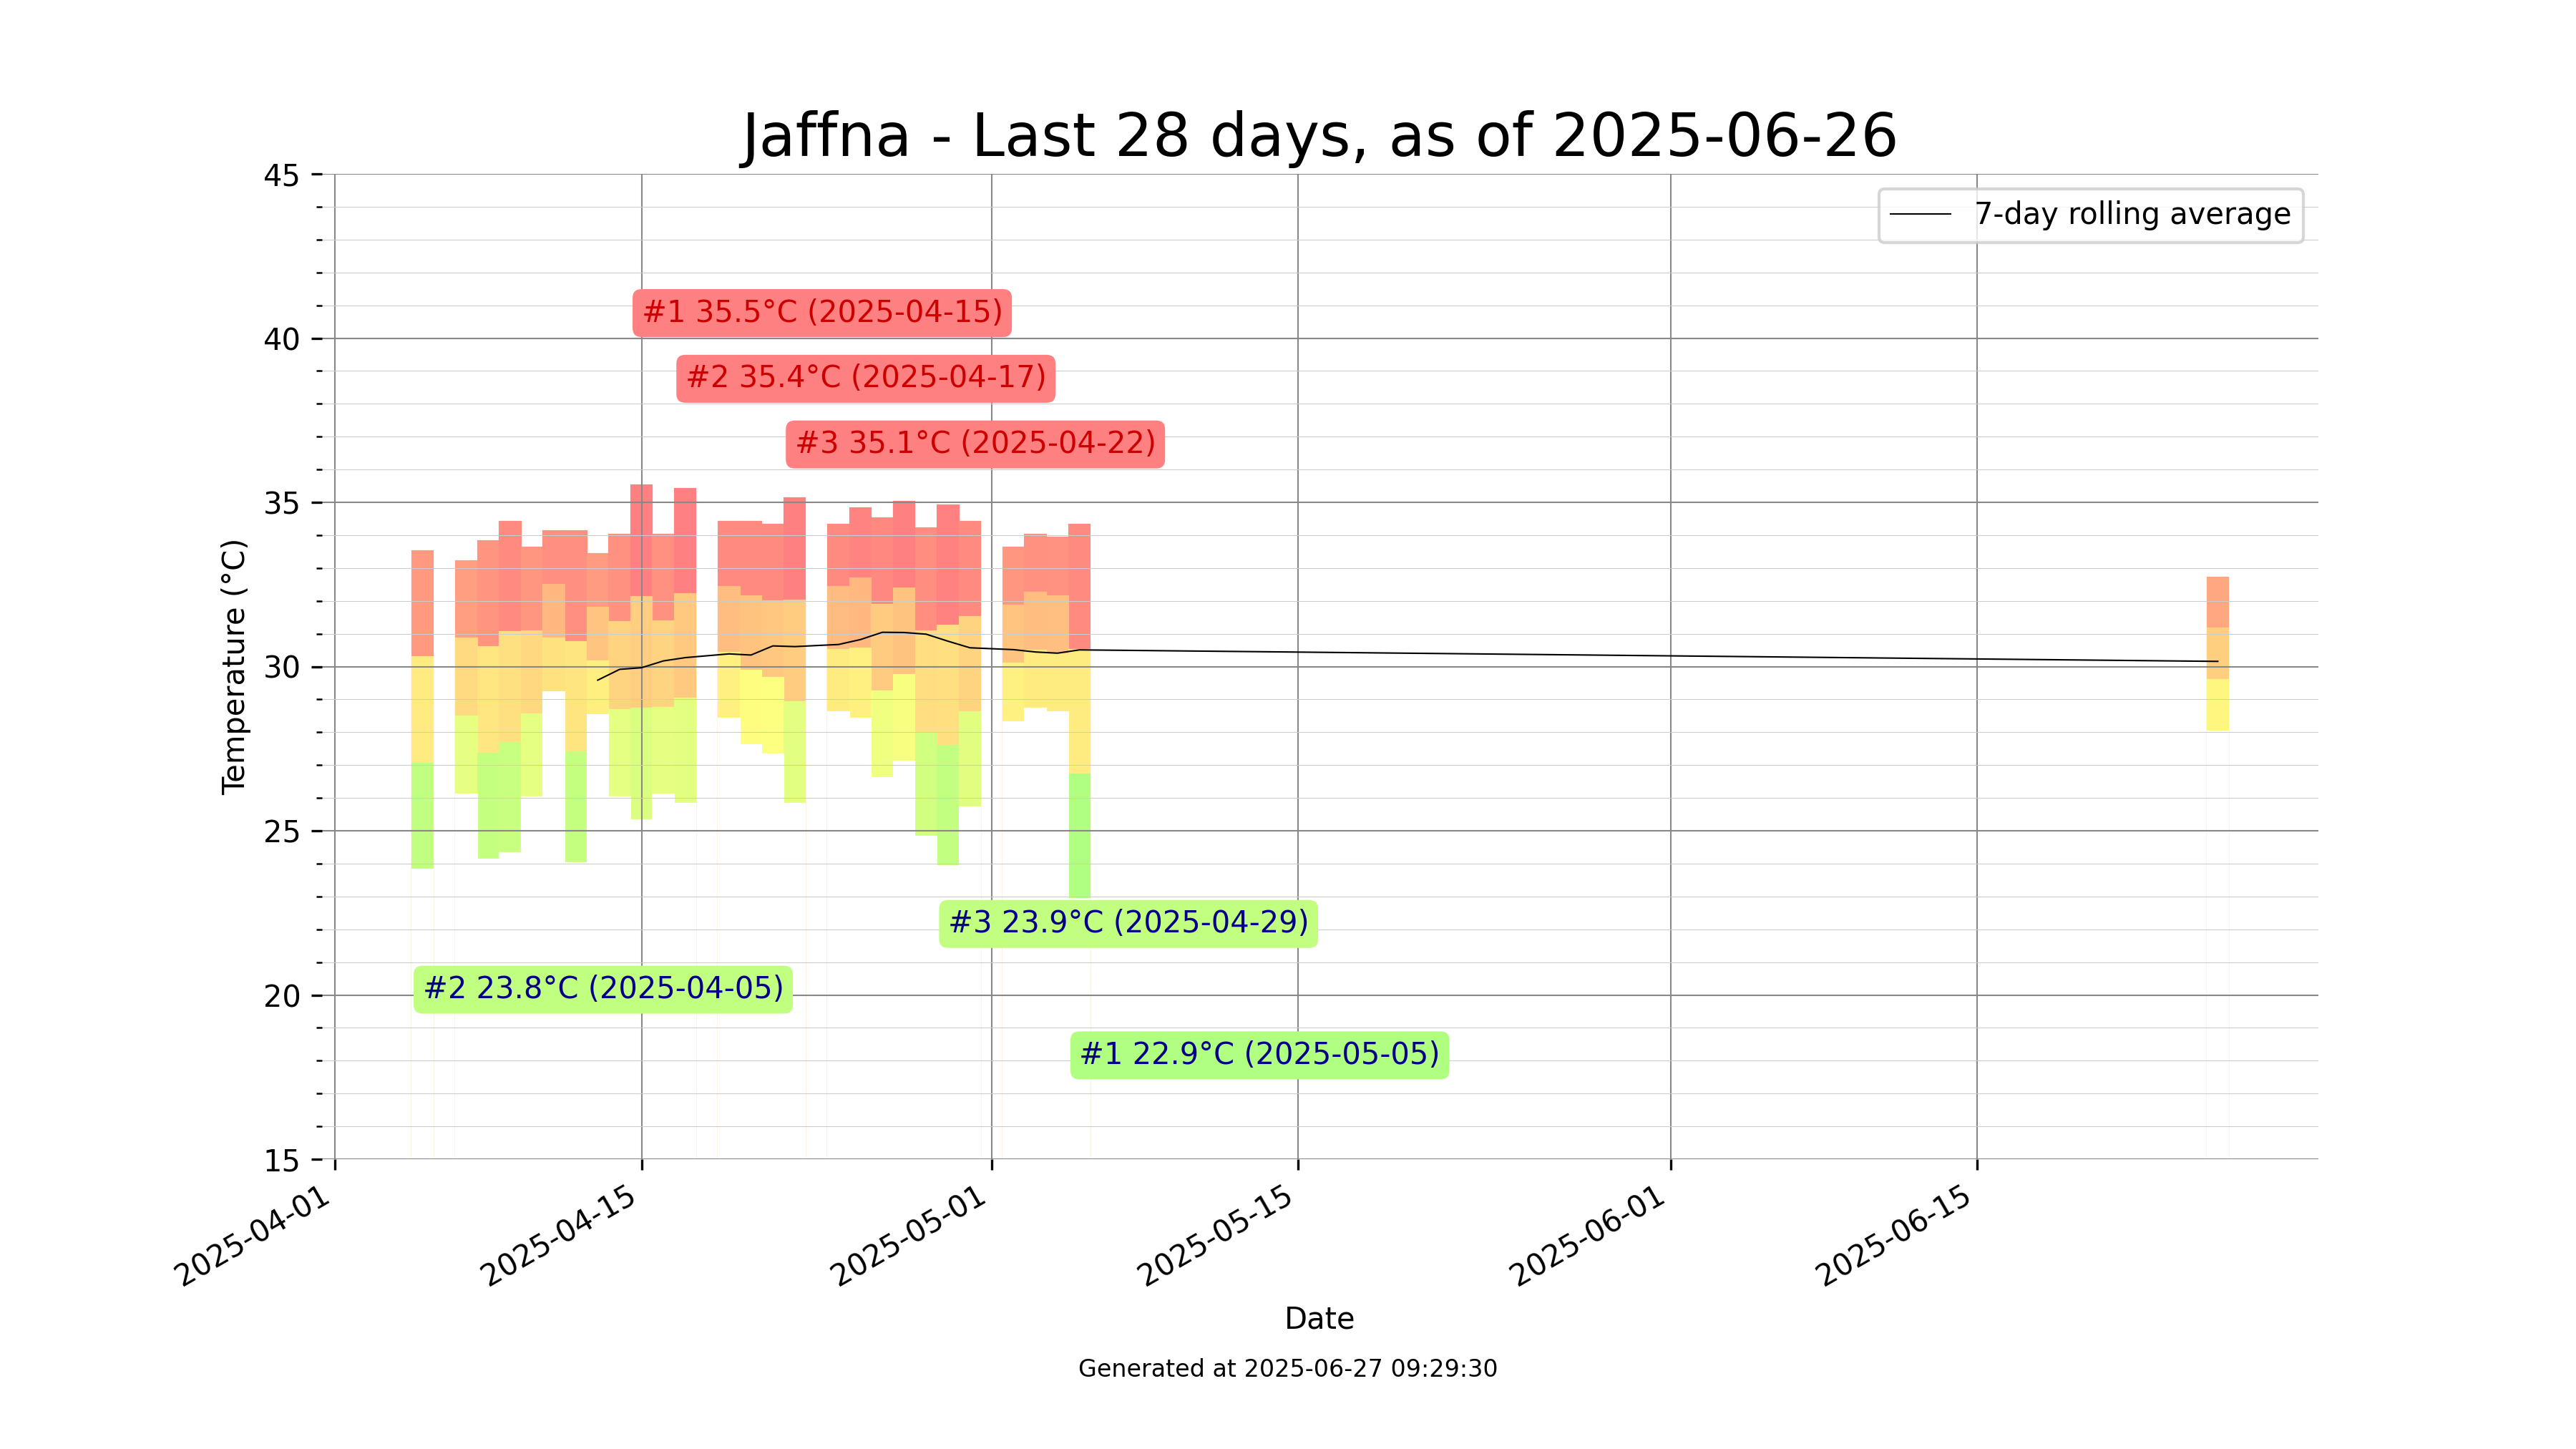 Jaffna - Last 28 days, as of 2025-06-26
45
7-day rolling average
#1 35.5°C (2025-04-15)
40
#2 35.4°C (2025-04-17)
#3 35.1°C (2025-04-22)
35
Temperature (°C)
30
25
#3 23.9°C (2025-04-29)
20
#2 23.8°C (2025-04-05)
#1 22.9°C (2025-05-05)
15
2025-04-01
2025-04-15
2025-05-01
2025-05-15
2025-06-01
2025-06-15
Date
Generated at 2025-06-27 09:29:30